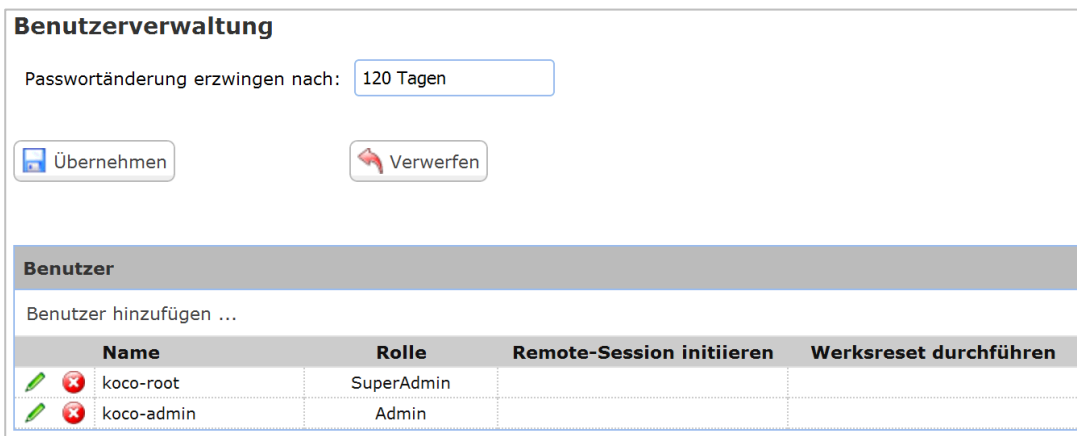 Benutzerverwaltung
Passwortänderung erzwingen nach: 120 Tagen
Übernehmen Verwerfen
Benutzer
Benutzer hinzufügen ...
Name Rolle Remote-Session initiieren Werksreset durchführen
koco-root SuperAdmin
koco-admin Admin